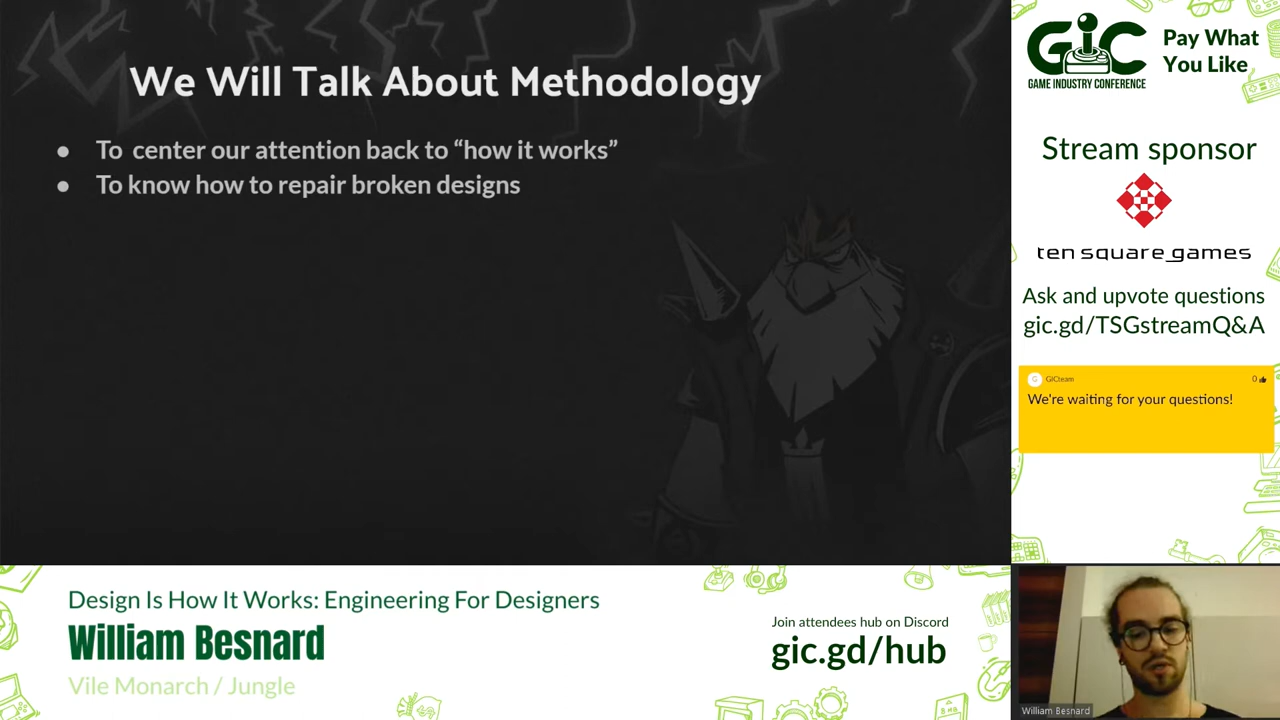 We Will Talk About Methodology
● To center our attention back to “how it works”
● To know how to repair broken designs
GIC
GAME INDUSTRY CONFERENCE
Pay What
You Like
Stream sponsor
ten square games
Ask and upvote questions
gic.gd/TSGstreamQ&A
G GICteam 0
We're waiting for your questions!
Design Is How It Works: Engineering For Designers
William Besnard
Vile Monarch / Jungle
Join attendees hub on Discord
gic.gd/hub
William Besnard